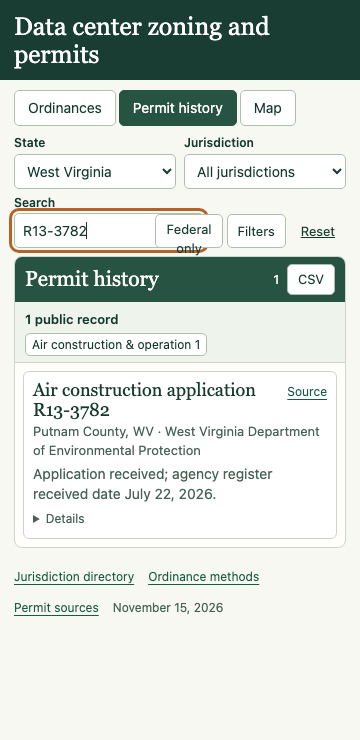 Data center zoning and
permits
Ordinances
Permit history
Map
State
Jurisdiction
West Virginia
All jurisdictions
Search
R13-3782
Federal
only
Filters
Reset
Permit history
1
CSV
1 public record
Air construction & operation 1
Air construction application
R13-3782
Source
Putnam County, WV · West Virginia Department
of Environmental Protection
Application received; agency register
received date July 22, 2026.
Details
Jurisdiction directory
Ordinance methods
Permit sources
November 15, 2026